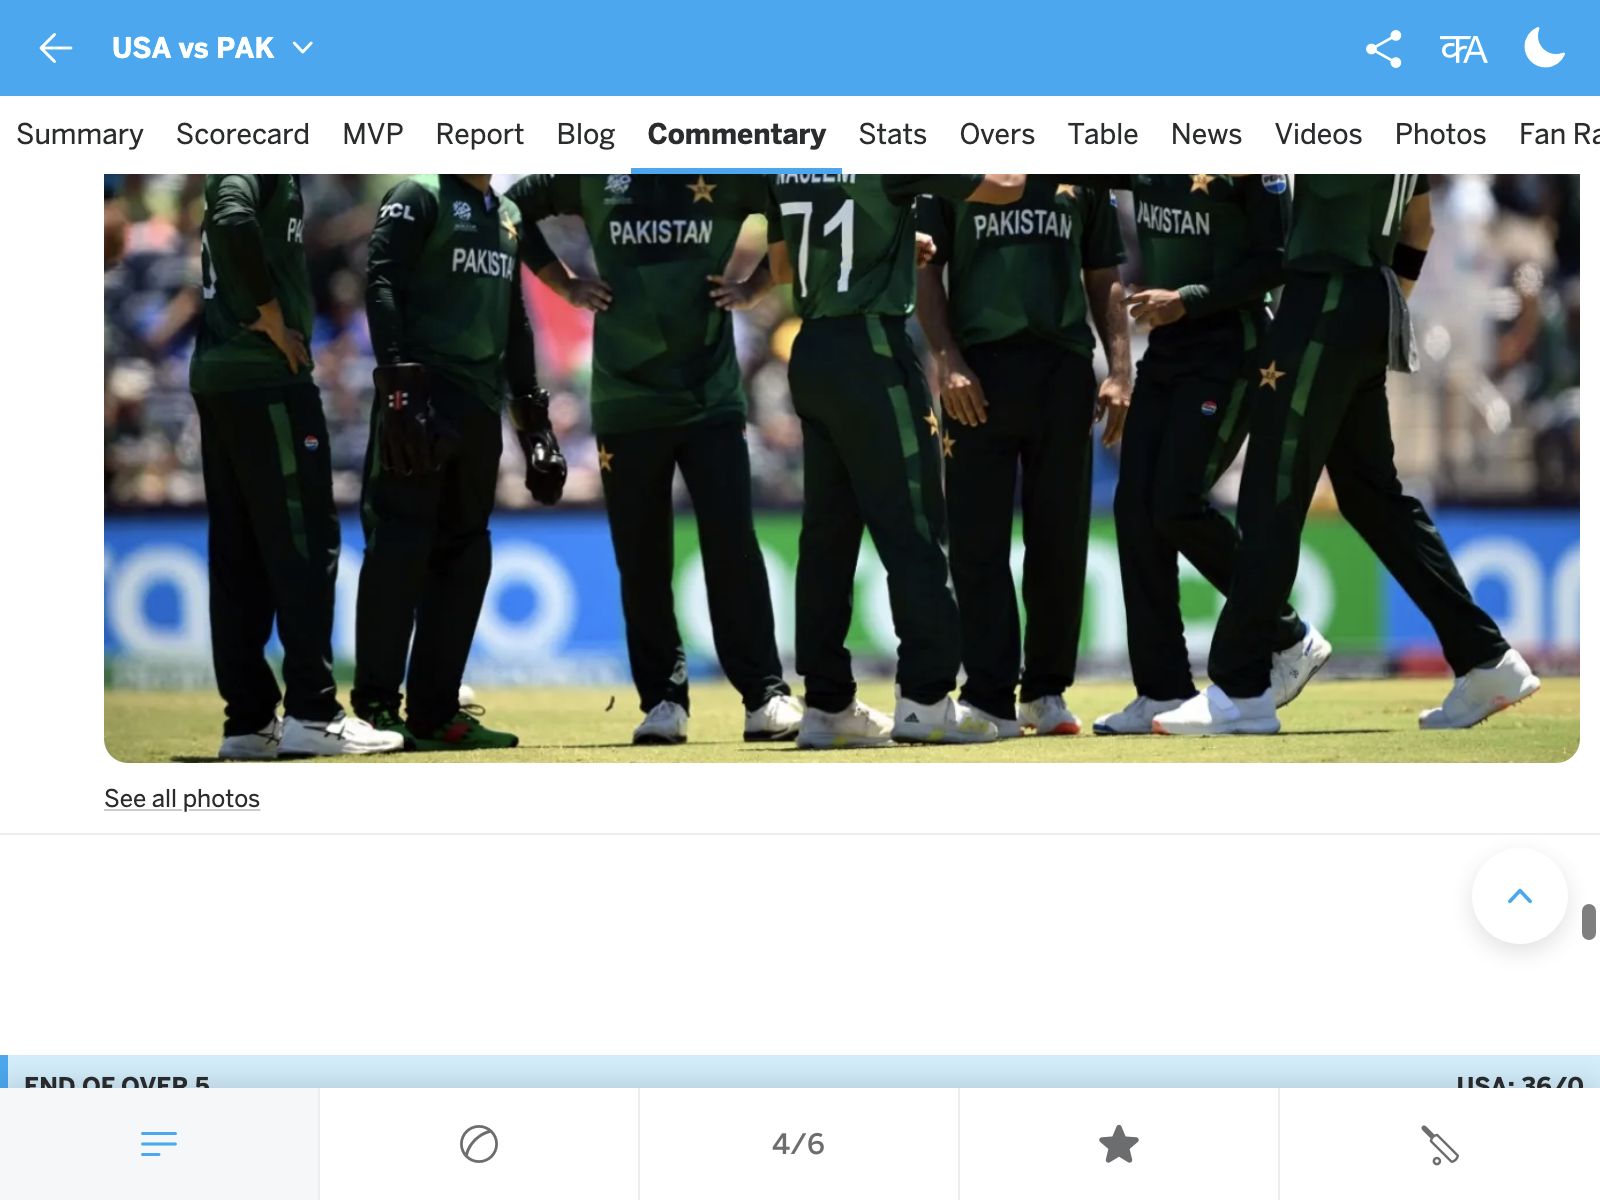 USA vs PAK
Summary Scorecard MVP Report Blog Commentary Stats Overs Table News Videos Photos Fan Ra
TCL
PAKISTAN
PAKISTA
71
PAKISTAN
PAKISTAN
See all photos
END OF OVER 5 USA: 36/0
4/6